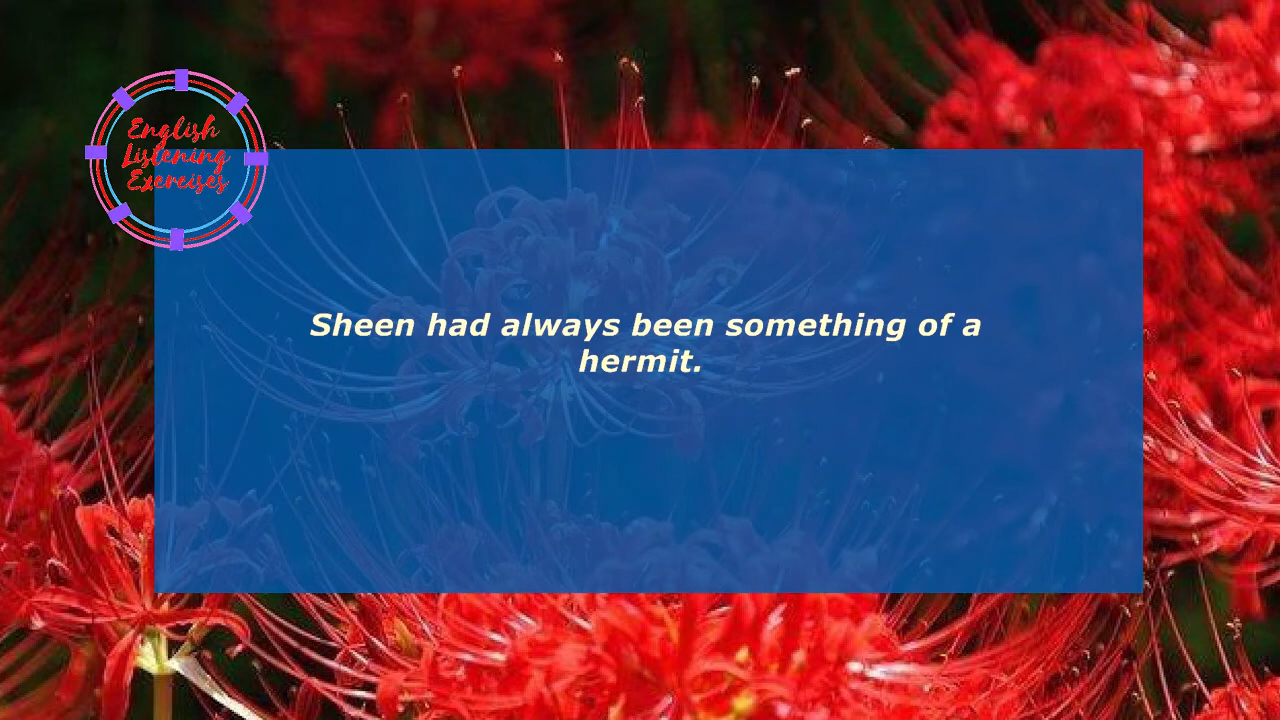 English
Listening
Exercises
Sheen had always been something of a
hermit.